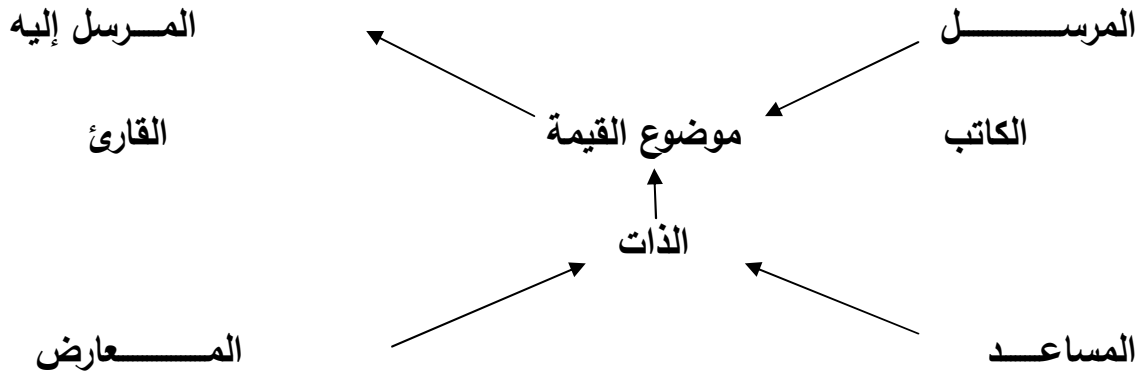 المرسل المرسل إليه
الكاتب موضوع القيمة القارئ
الذات
المساعد المعارض